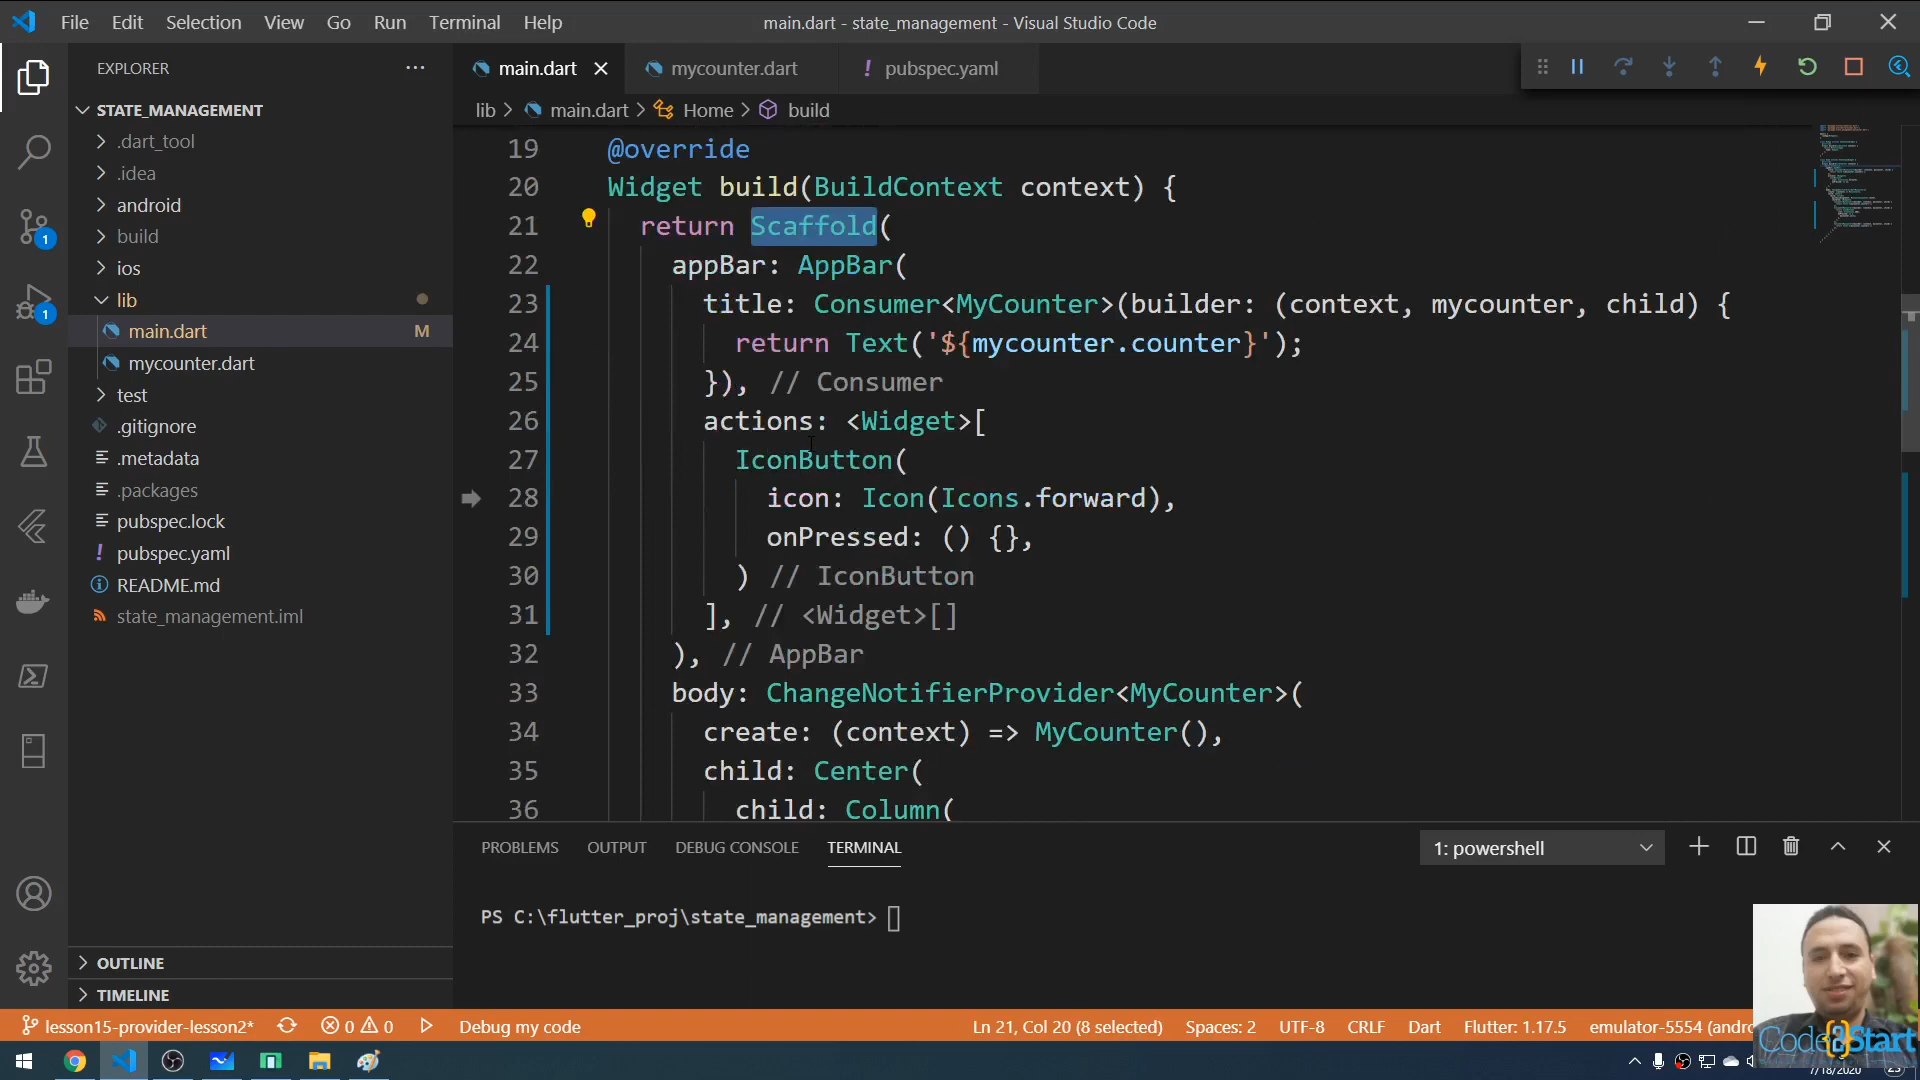 File Edit Selection View Go Run Terminal Help
main.dart - state_management - Visual Studio Code
EXPLORER
STATE_MANAGEMENT
.dart_tool
.idea
android
build
ios
lib
main.dart M
mycounter.dart
test
.gitignore
.metadata
.packages
pubspec.lock
pubspec.yaml
README.md
state_management.iml
OUTLINE
TIMELINE
main.dart mycounter.dart ! pubspec.yaml
lib > main.dart > Home > build
19 @override
20 Widget build(BuildContext context) {
21 return Scaffold(
22 appBar: AppBar(
23 title: Consumer<MyCounter>(builder: (context, mycounter, child) {
24 return Text('${mycounter.counter}');
25 }), // Consumer
26 actions: <Widget>[
27 IconButton(
28 icon: Icon(Icons.forward),
29 onPressed: () {},
30 ) // IconButton
31 ], // <Widget>[]
32 ), // AppBar
33 body: ChangeNotifierProvider<MyCounter>(
34 create: (context) => MyCounter(),
35 child: Center(
36 child: Column(
PROBLEMS OUTPUT DEBUG CONSOLE TERMINAL
1: powershell
PS C:\flutter_proj\state_management>
lesson15-provider-lesson2* 0 0 Debug my code
Ln 21, Col 20 (8 selected) Spaces: 2 UTF-8 CRLF Dart Flutter: 1.17.5 emulator-5554 (andro
Code2Start
7/18/2020